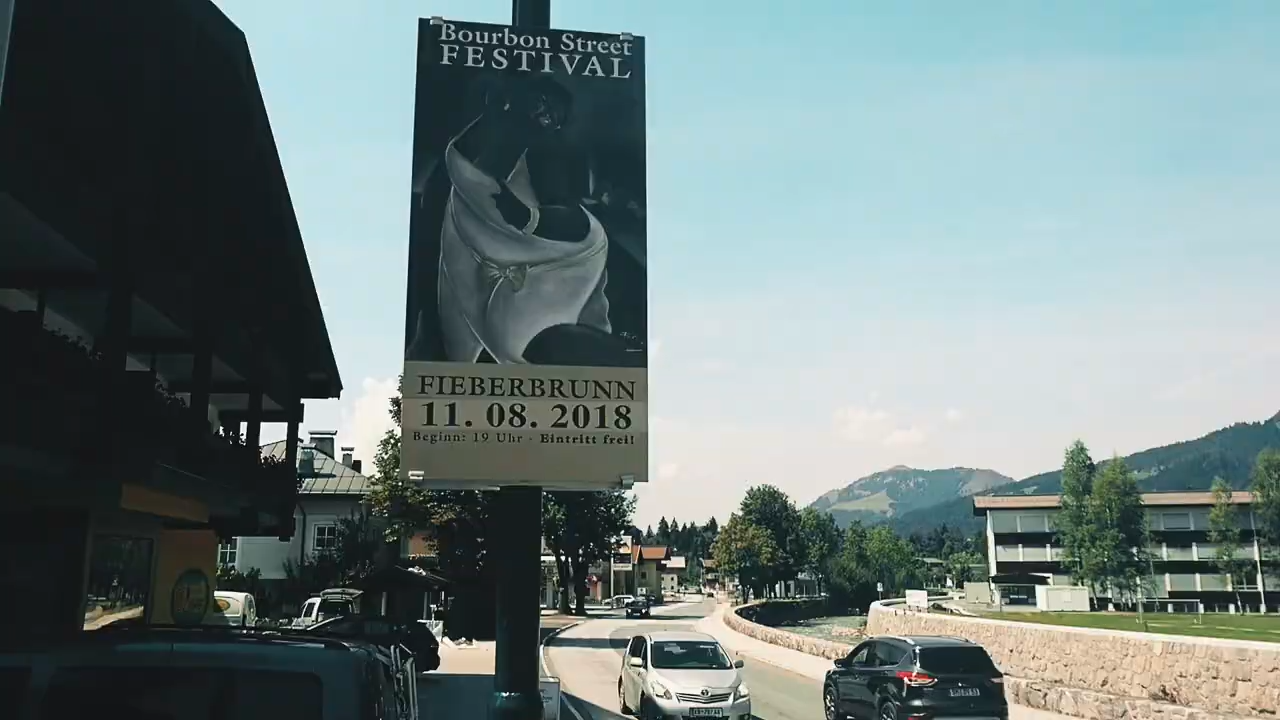 Bourbon Street
FESTIVAL
FIEBERBRUNN
11. 08. 2018
Beginn: 19 Uhr - Eintritt frei!